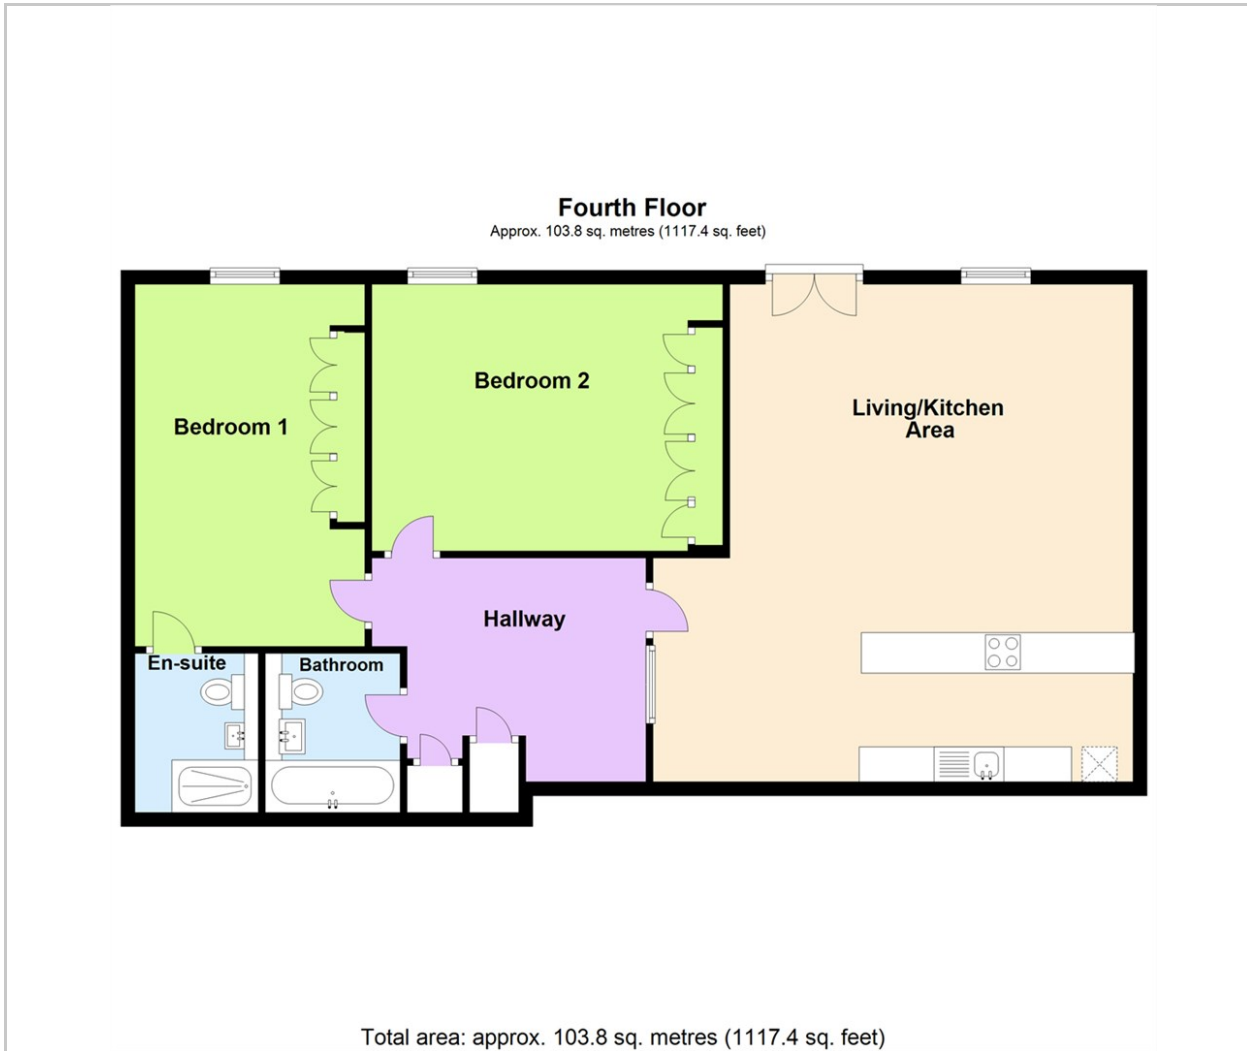 Fourth Floor
Approx. 103.8 sq. metres (1117.4 sq. feet)
Bedroom 1
Bedroom 2
Living/Kitchen
Area
Hallway
En-suite
Bathroom
Total area: approx. 103.8 sq. metres (1117.4 sq. feet)